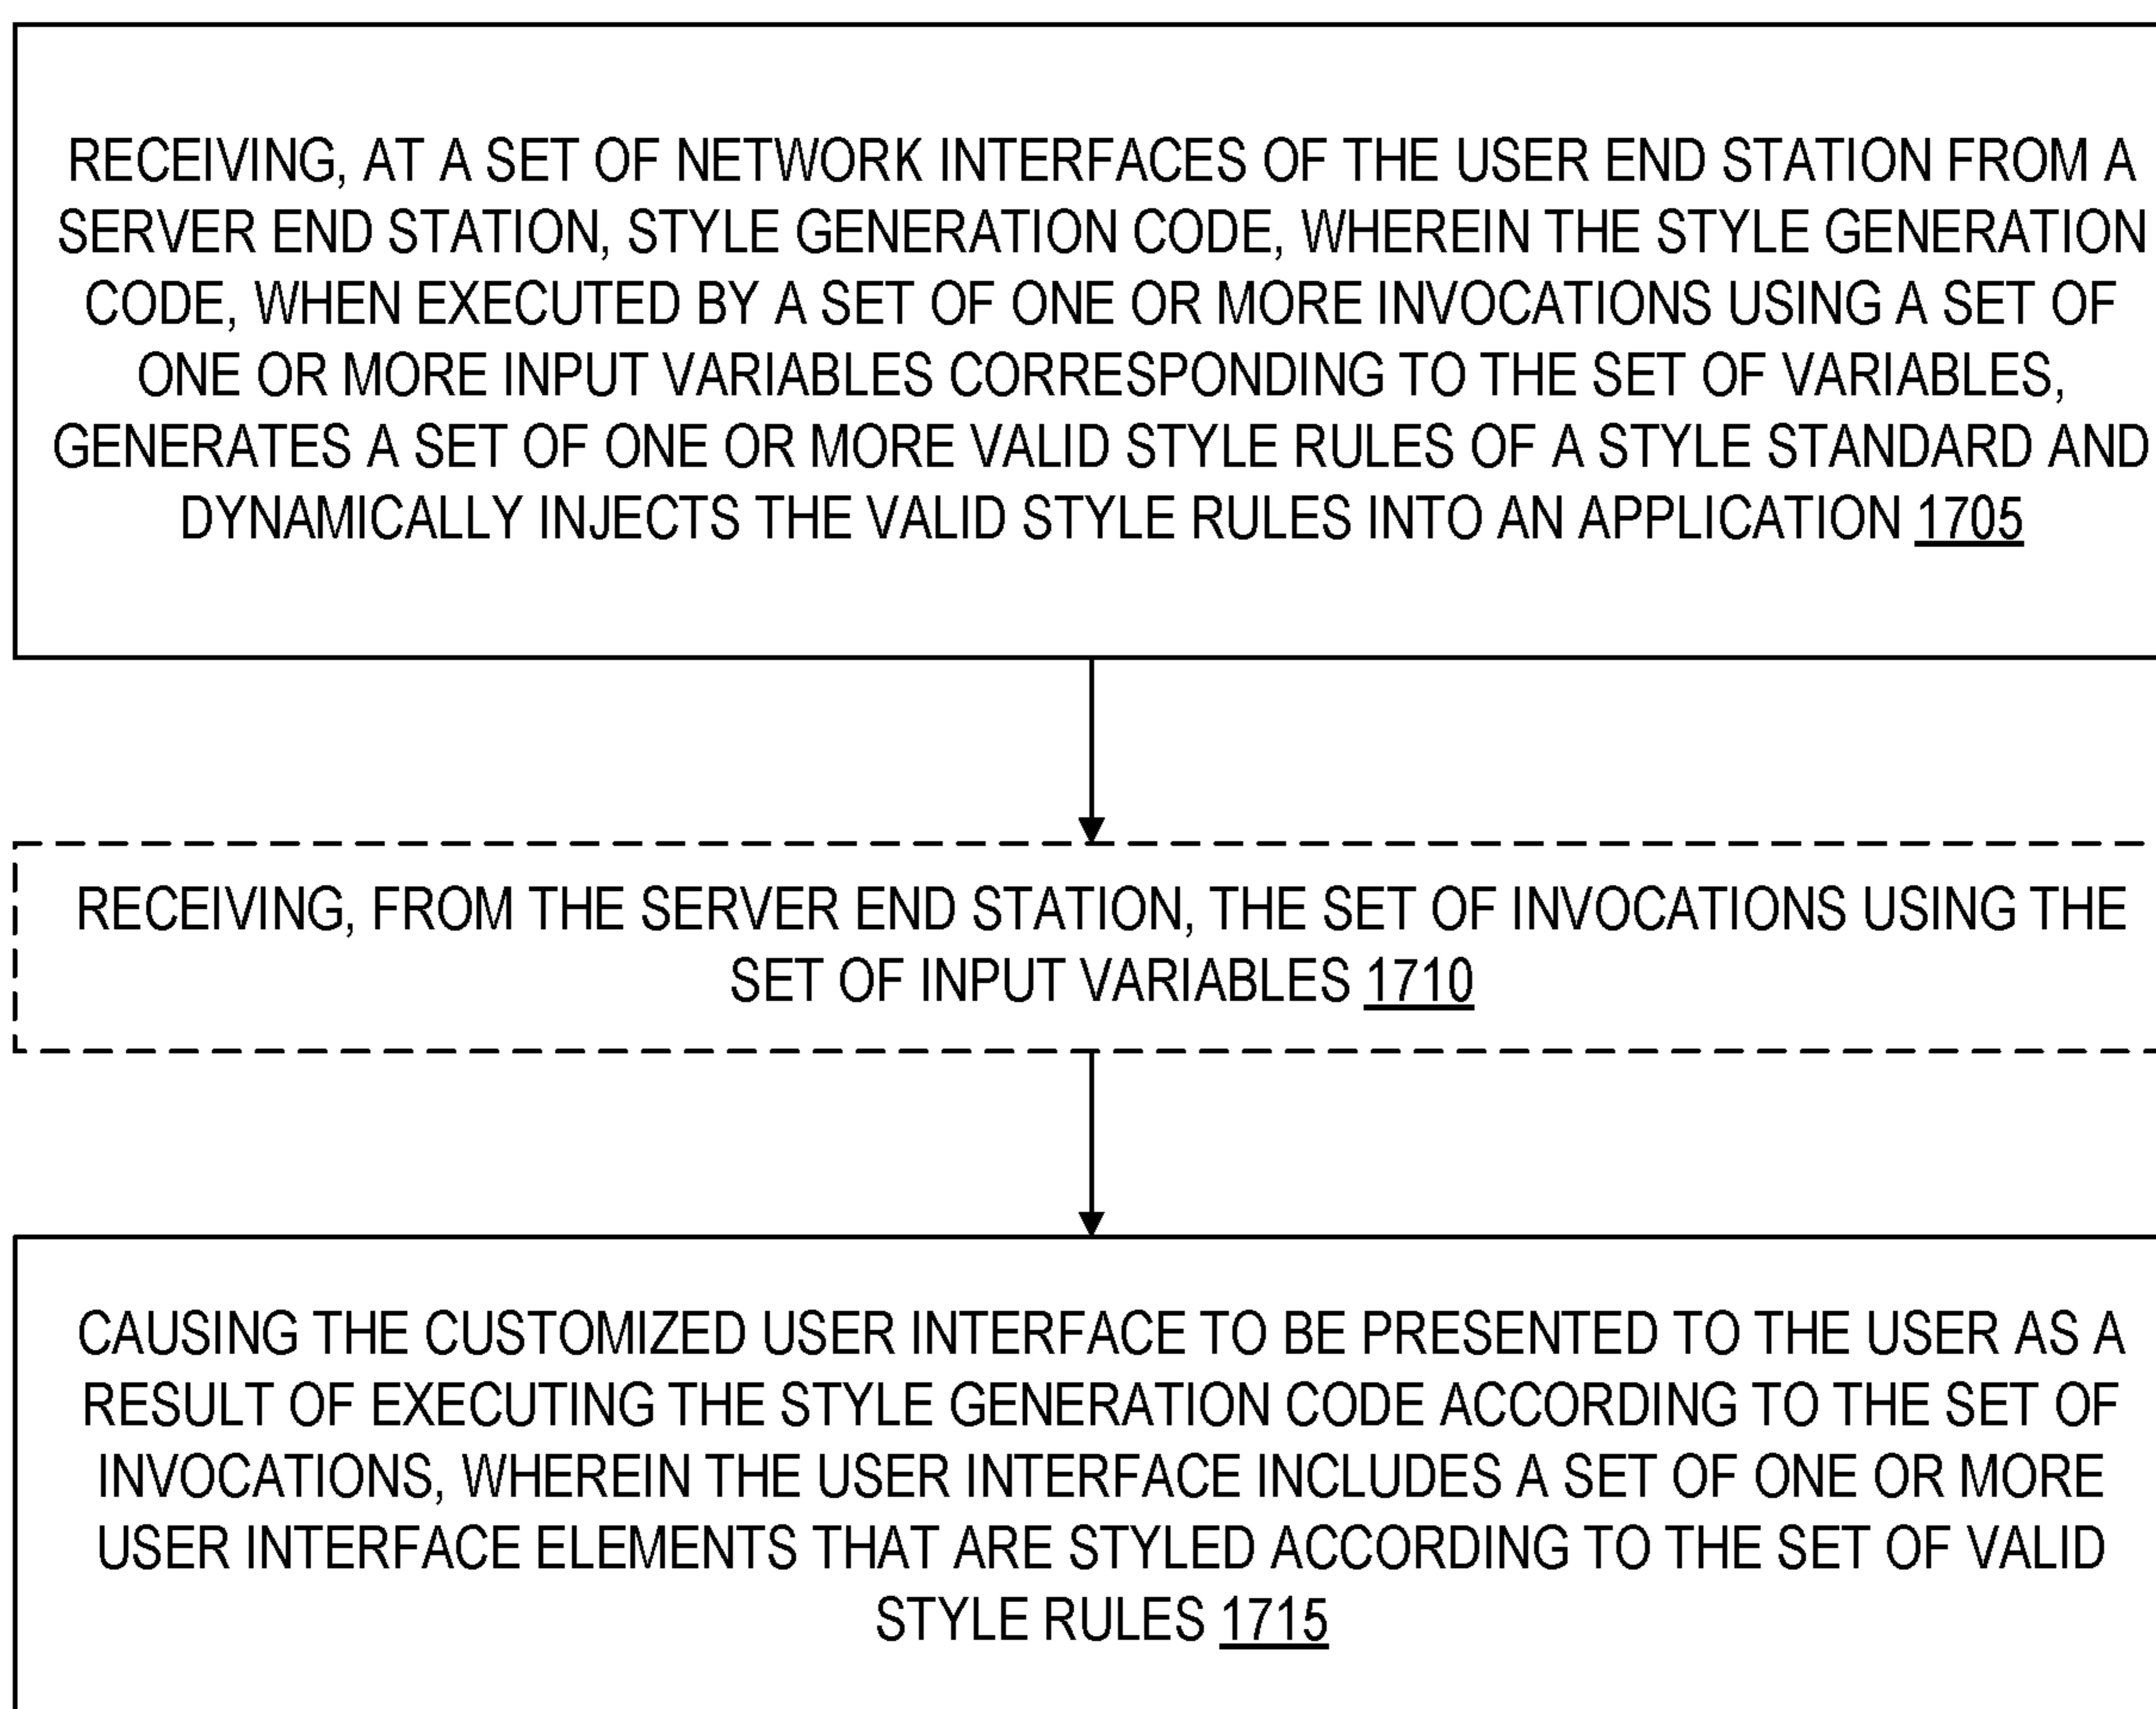 RECEIVING, AT A SET OF NETWORK INTERFACES OF THE USER END STATION FROM A
SERVER END STATION, STYLE GENERATION CODE, WHEREIN THE STYLE GENERATION
CODE, WHEN EXECUTED BY A SET OF ONE OR MORE INVOCATIONS USING A SET OF
ONE OR MORE INPUT VARIABLES CORRESPONDING TO THE SET OF VARIABLES,
GENERATES A SET OF ONE OR MORE VALID STYLE RULES OF A STYLE STANDARD AND
DYNAMICALLY INJECTS THE VALID STYLE RULES INTO AN APPLICATION 1705
RECEIVING, FROM THE SERVER END STATION, THE SET OF INVOCATIONS USING THE
SET OF INPUT VARIABLES 1710
CAUSING THE CUSTOMIZED USER INTERFACE TO BE PRESENTED TO THE USER AS A
RESULT OF EXECUTING THE STYLE GENERATION CODE ACCORDING TO THE SET OF
INVOCATIONS, WHEREIN THE USER INTERFACE INCLUDES A SET OF ONE OR MORE
USER INTERFACE ELEMENTS THAT ARE STYLED ACCORDING TO THE SET OF VALID
STYLE RULES 1715